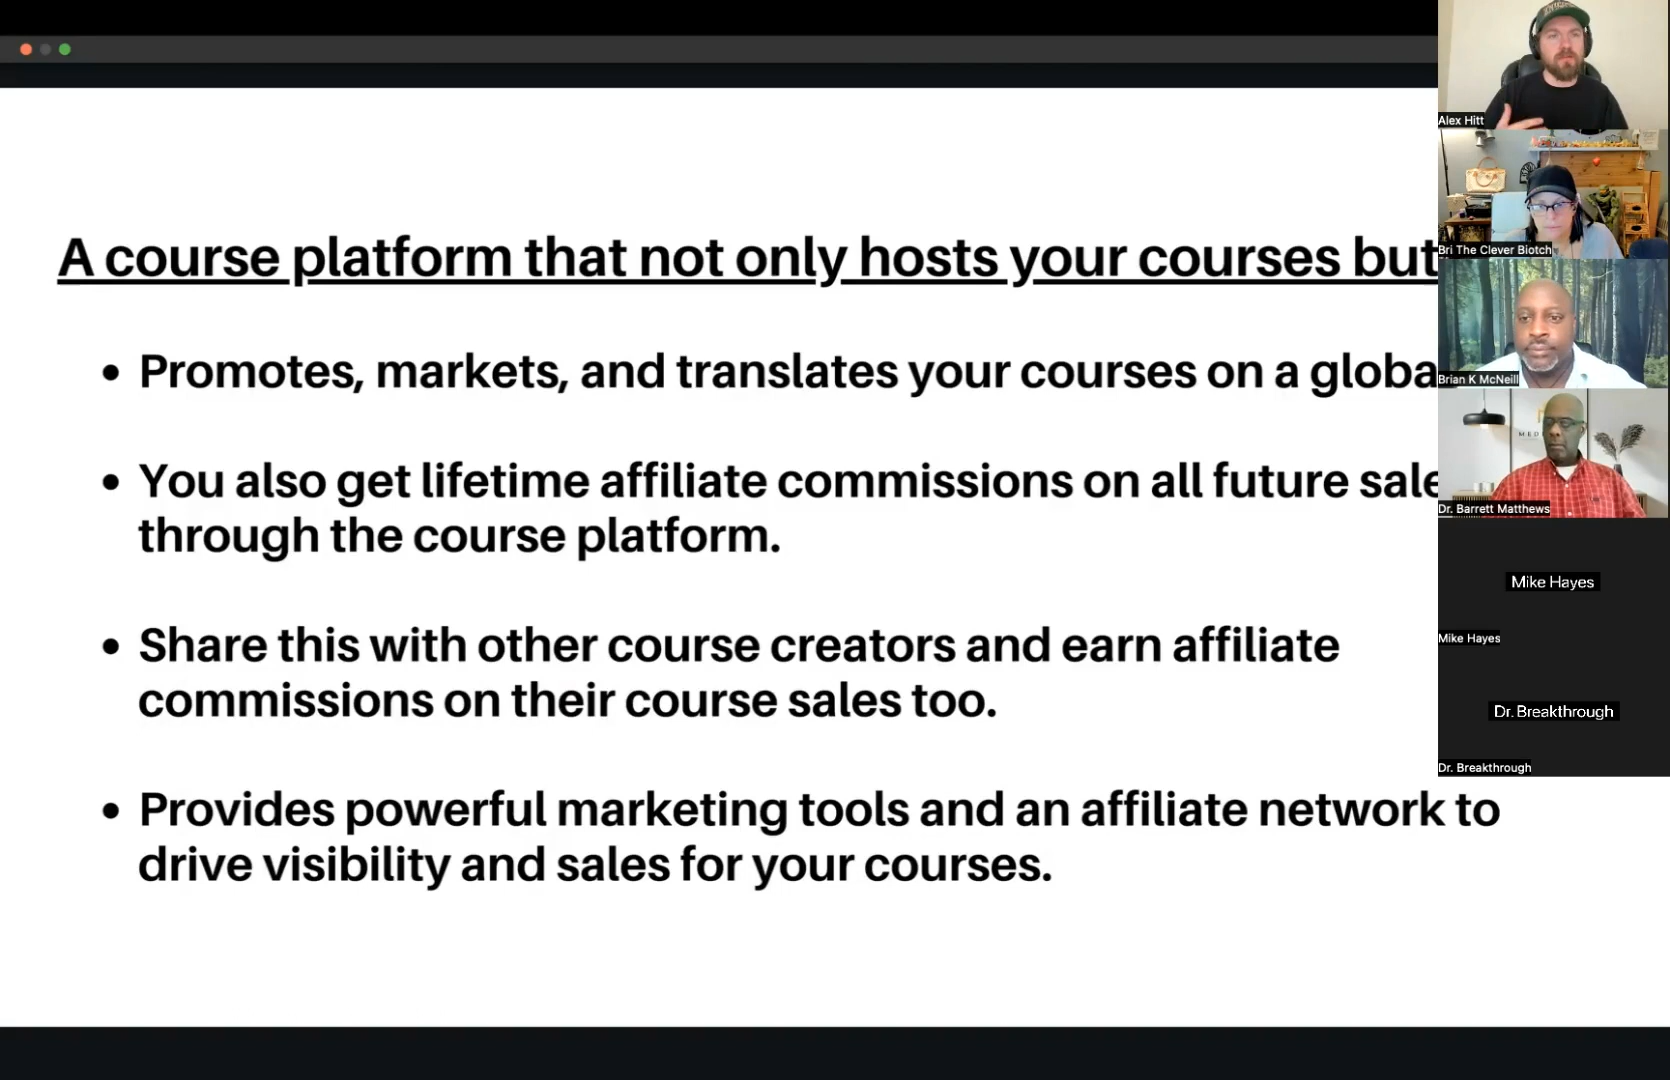 A course platform that not only hosts your courses but
Promotes, markets, and translates your courses on a globa
You also get lifetime affiliate commissions on all future sale
through the course platform.
Share this with other course creators and earn affiliate
commissions on their course sales too.
Provides powerful marketing tools and an affiliate network to
drive visibility and sales for your courses.
Alex Hitt
Bri The Clever Biotch
Brian K McNeill
MED
Dr. Barrett Matthews
Mike Hayes
Mike Hayes
Dr. Breakthrough
Dr. Breakthrough